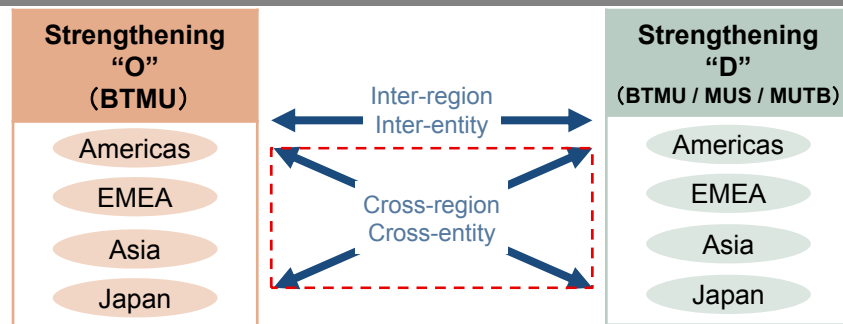 Strengthening
“O”
（BTMU）
Americas
EMEA
Asia
Japan
Inter-region
Inter-entity
Cross-region
Cross-entity
Strengthening
“D”
（BTMU / MUS / MUTB）
Americas
EMEA
Asia
Japan